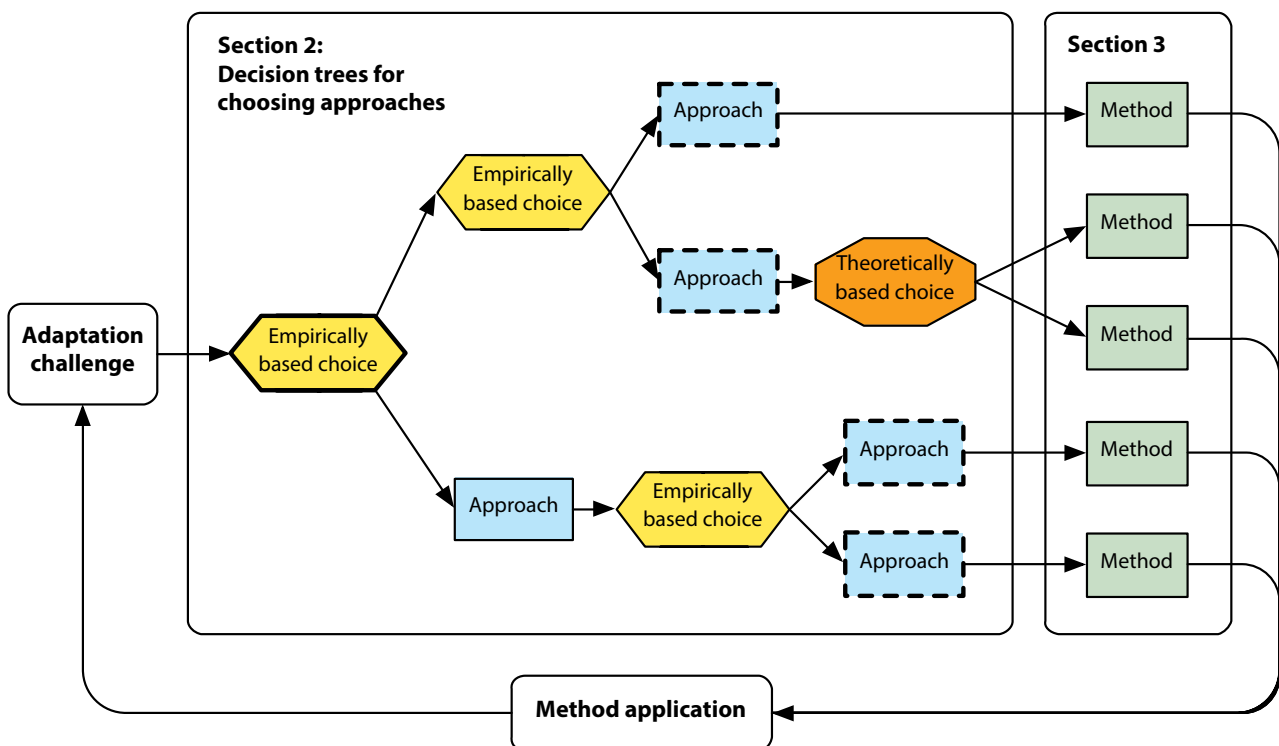 Section 2:
Decision trees for
choosing approaches
Section 3
Approach
Method
Empirically
based choice
Method
Approach
Theoretically
based choice
Adaptation
challenge
Empirically
based choice
Method
Approach
Method
Approach
Empirically
based choice
Approach
Method
Method application